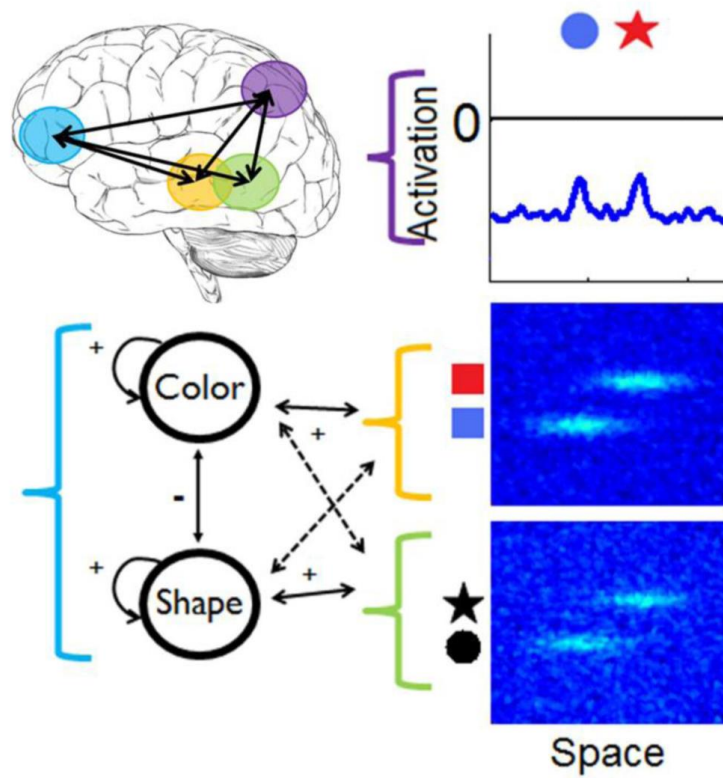 Activation
0
+
Color
+
-
+
+
Shape
Space